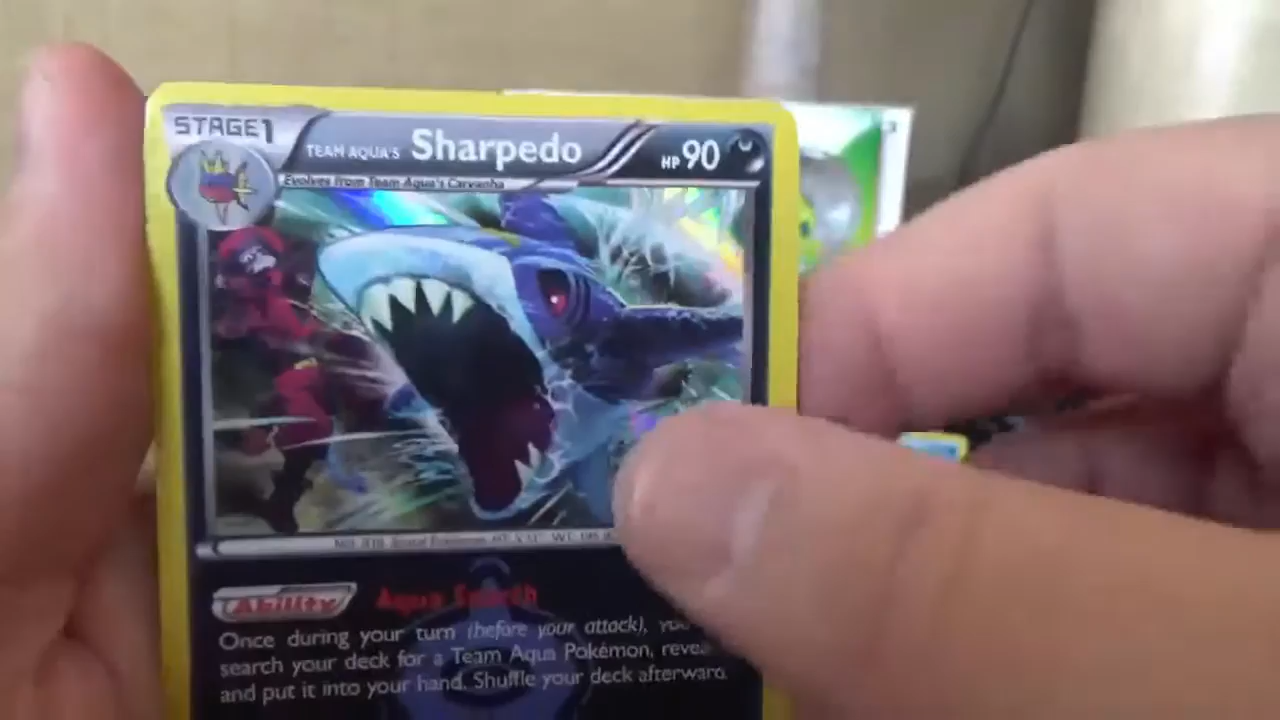 STAGE1
TEAM AQUA'S Sharpedo HP 90
Evolves from Team Aqua's Carvanha
Ability Aqua Search
Once during your turn (before your attack), you
search your deck for a Team Aqua Pokémon, revea
and put it into your hand. Shuffle your deck afterward.